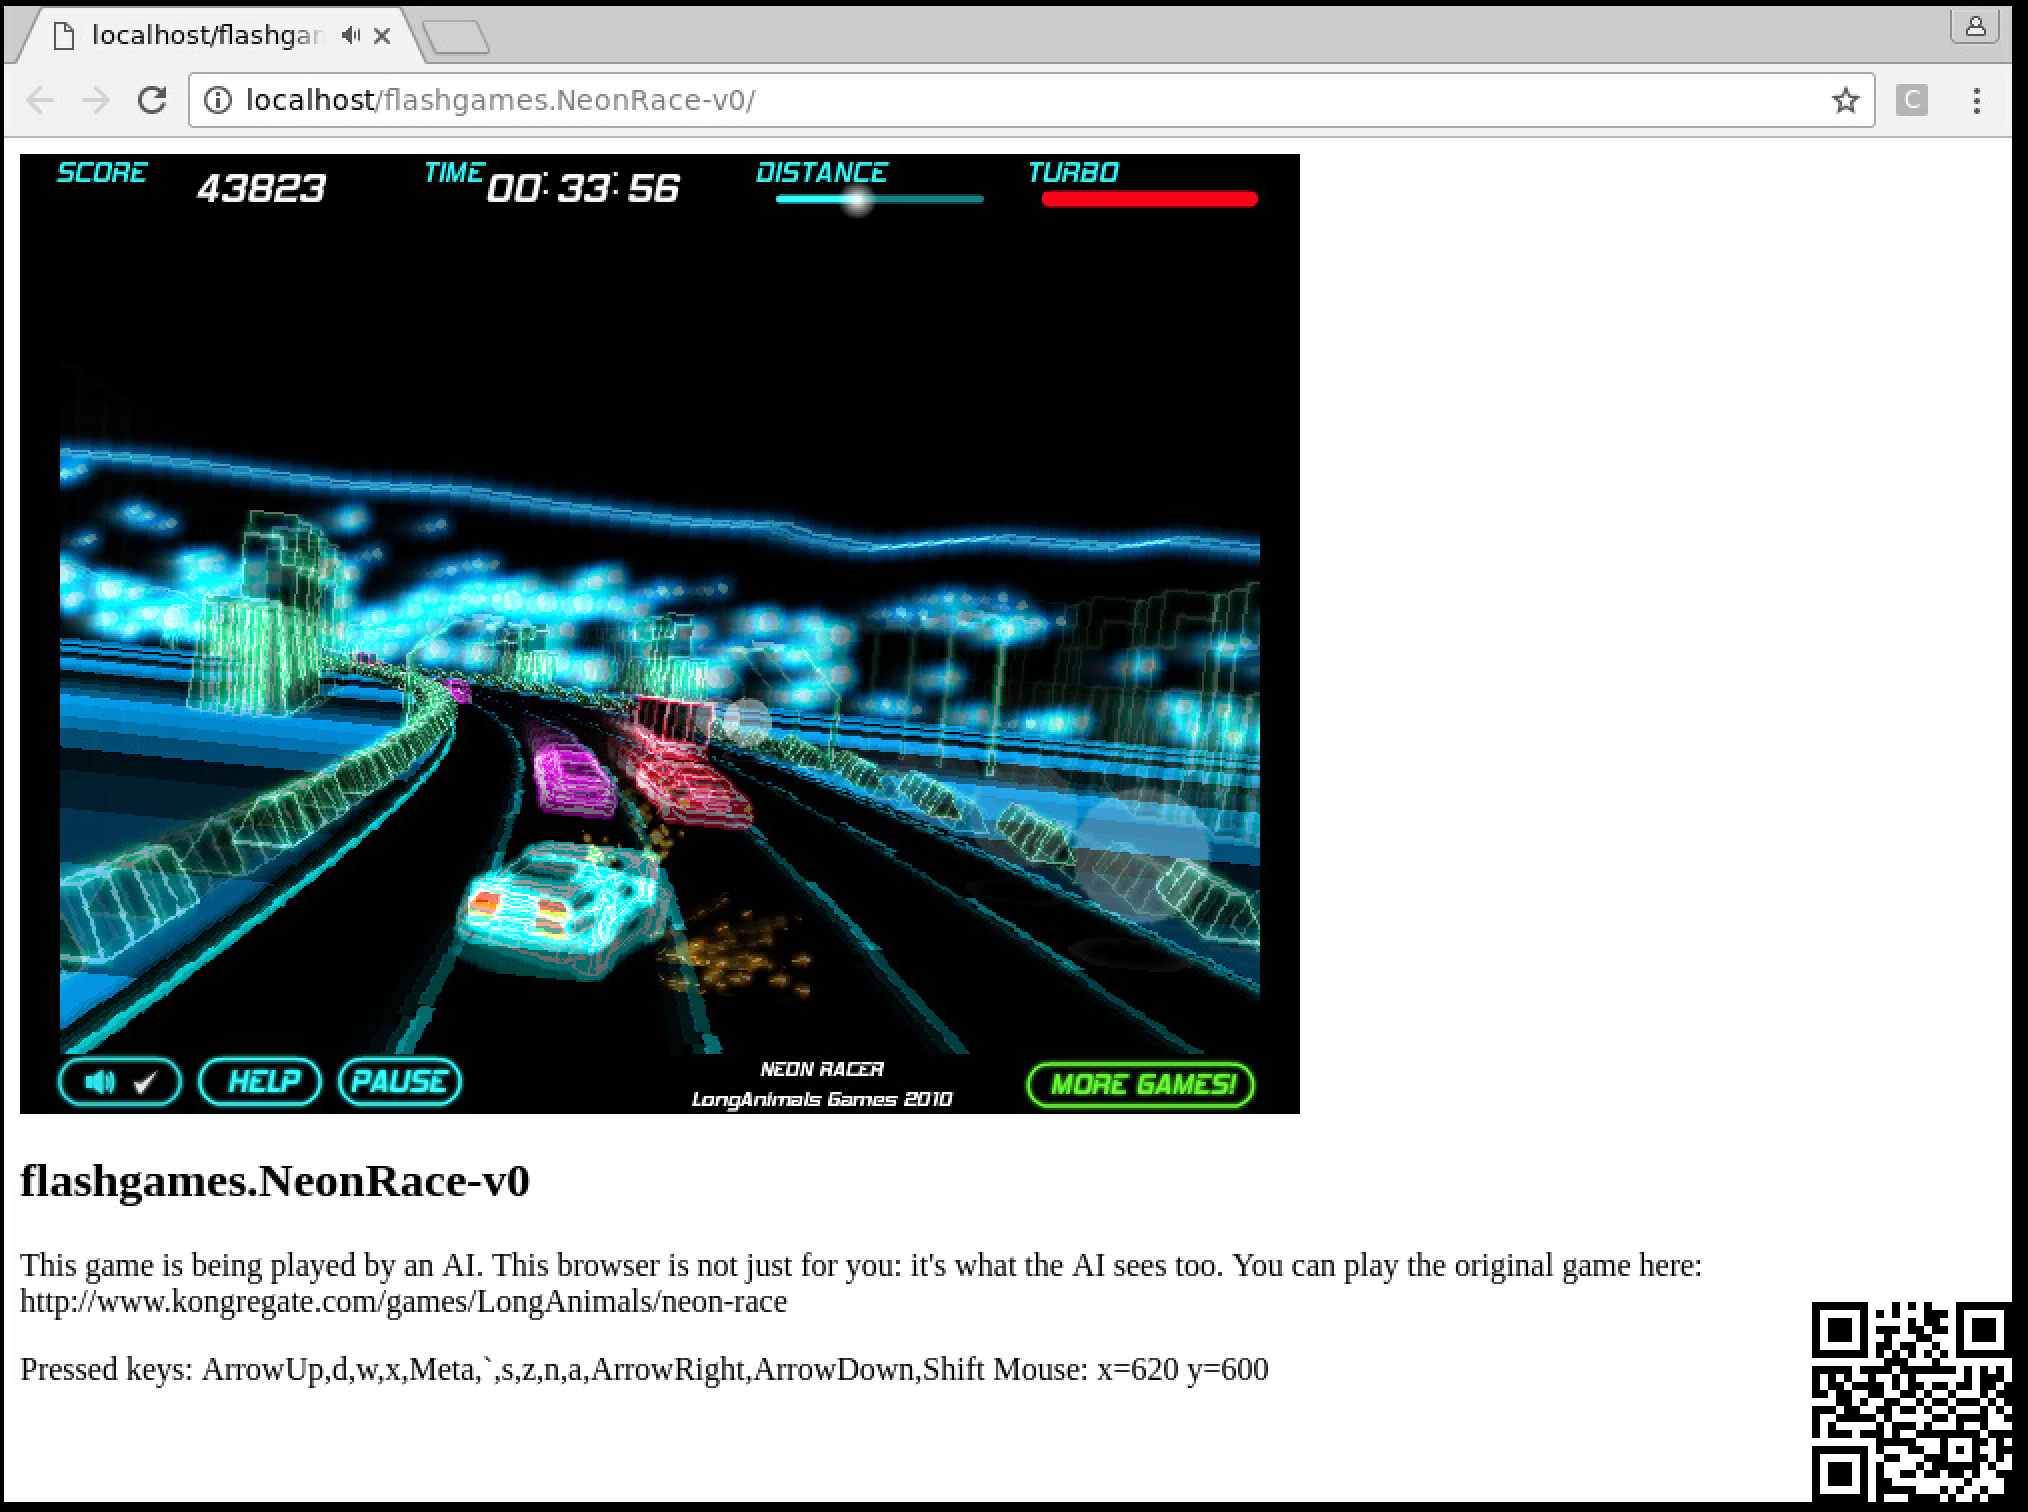 localhost/flashgan
localhost/flashgames.NeonRace-v0/
C
SCORE 43823 TIME 00:33:56 DISTANCE TURBO
HELP PAUSE
NEON RACER
LongAnimals Games 2010
MORE GAMES!
flashgames.NeonRace-v0
This game is being played by an AI. This browser is not just for you: it's what the AI sees too. You can play the original game here:
http://www.kongregate.com/games/LongAnimals/neon-race
Pressed keys: ArrowUp,d,w,x,Meta,`,s,z,n,a,ArrowRight,ArrowDown,Shift Mouse: x=620 y=600